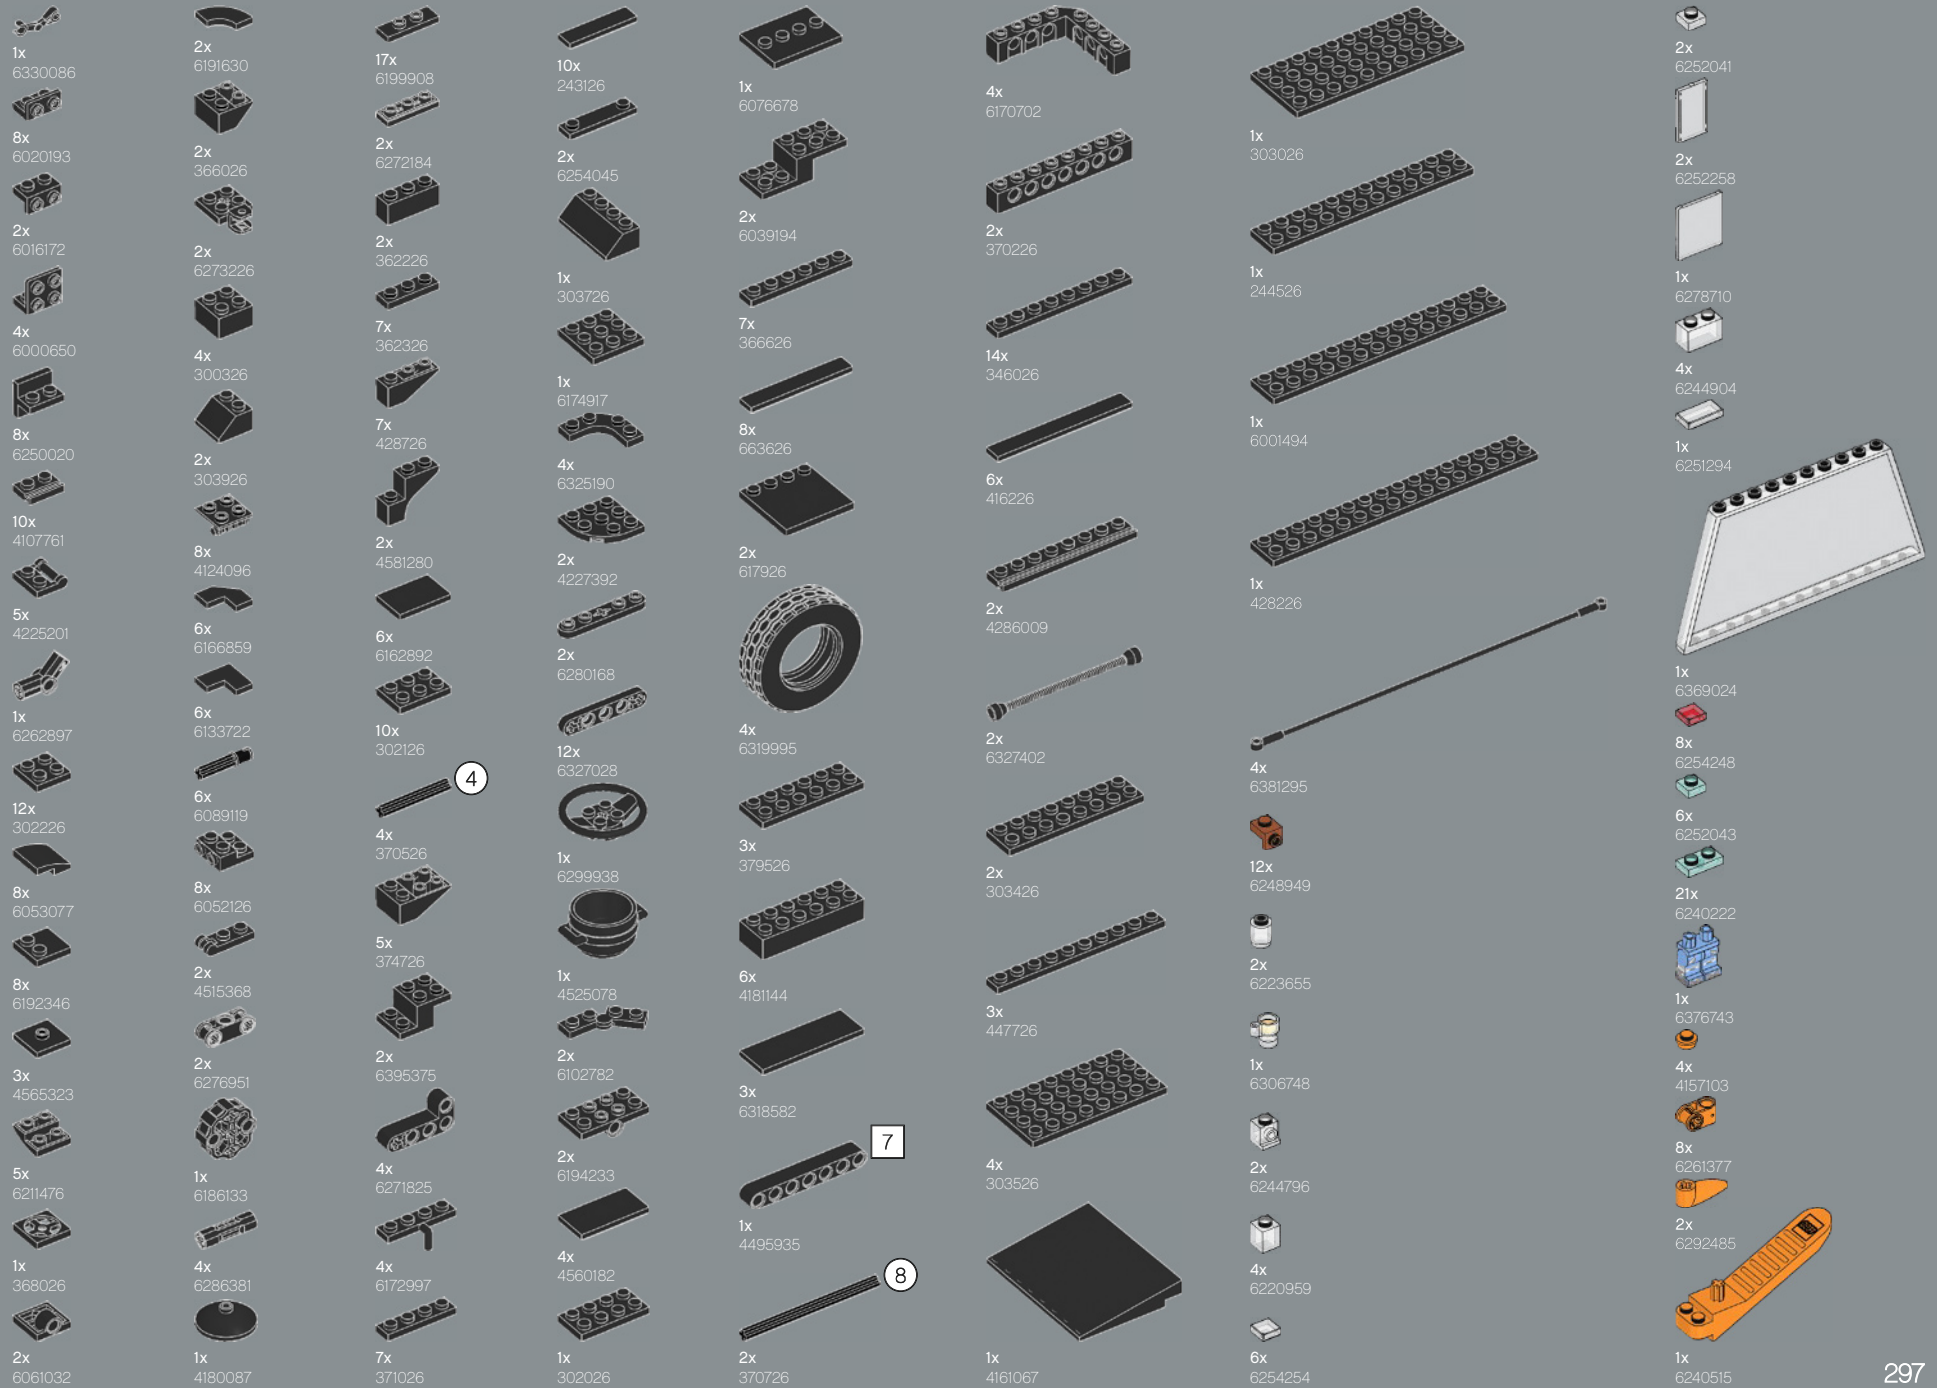 1x
6330086
8x
6020193
2x
6016172
4x
6000650
8x
6250020
10x
4107761
5x
4225201
1x
6262897
12x
302226
8x
6053077
8x
6192346
3x
4565323
5x
6211476
1x
368026
2x
6061032
2x
6191630
2x
366026
2x
6273226
4x
300326
2x
303926
8x
4124096
6x
6166859
6x
6133722
6x
6089119
8x
6052126
2x
4515368
2x
6276951
1x
6186133
4x
6286381
1x
4180087
17x
6199908
2x
6272184
2x
362226
7x
362326
7x
428726
2x
4581280
6x
6162892
10x
302126
4
4x
370526
5x
374726
2x
6395375
4x
6271825
4x
6172997
7x
371026
10x
243126
2x
6254045
1x
303726
1x
6174917
4x
6325190
2x
4227392
2x
6280168
12x
6327028
1x
6299938
1x
4525078
2x
6102782
2x
6194233
4x
4560182
1x
302026
1x
6076678
2x
6039194
7x
366626
8x
663626
2x
617926
4x
6319995
3x
379526
6x
4181144
3x
6318582
7
1x
4495935
8
2x
370726
4x
6170702
2x
370226
14x
346026
6x
416226
2x
4286009
2x
6327402
2x
303426
3x
447726
4x
303526
1x
4161067
1x
303026
1x
244526
1x
6001494
1x
428226
4x
6381295
12x
6248949
2x
6223655
1x
6306748
2x
6244796
4x
6220959
6x
6254254
2x
6252041
2x
6252258
1x
6278710
4x
6244904
1x
6251294
1x
6369024
8x
6254248
6x
6252043
21x
6240222
1x
6376743
4x
4157103
8x
6261377
2x
6292485
1x
6240515
297